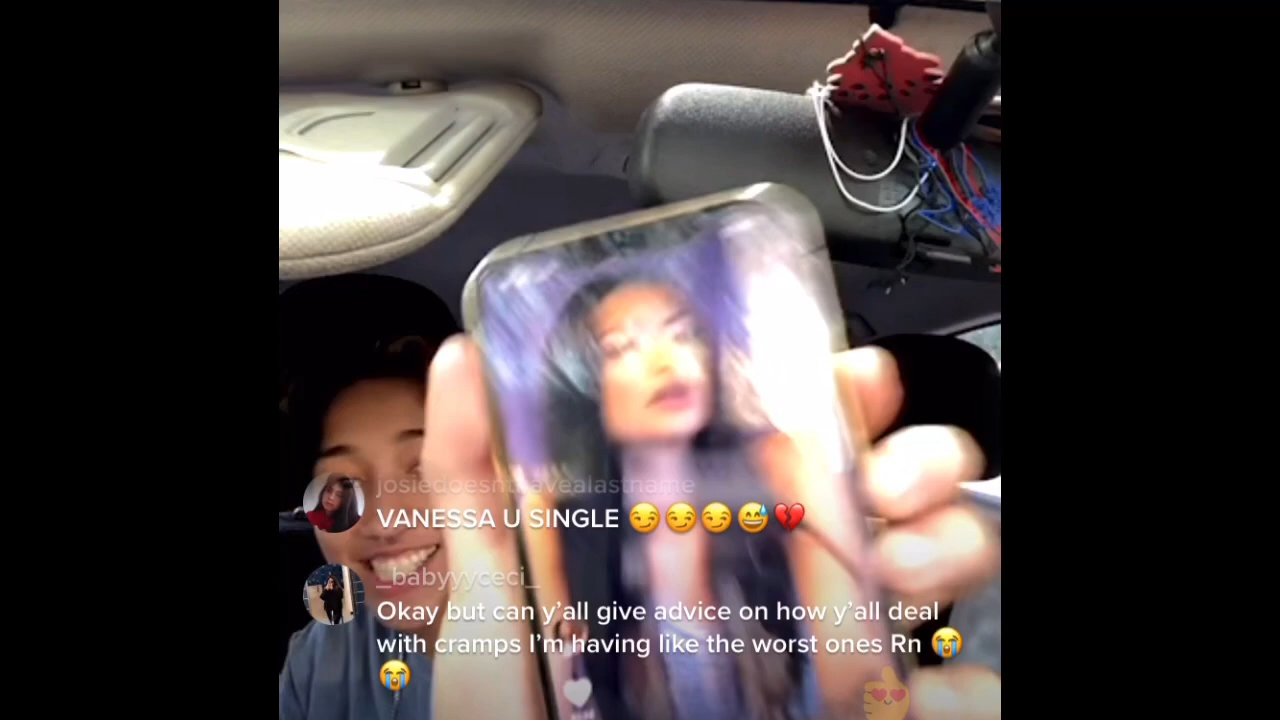 josiedoesnthavealastname
VANESSA U SINGLE 😏😏😏😅💔
_babyyyceci_
Okay but can y’all give advice on how y’all deal
with cramps I’m having like the worst ones Rn 😭
😭